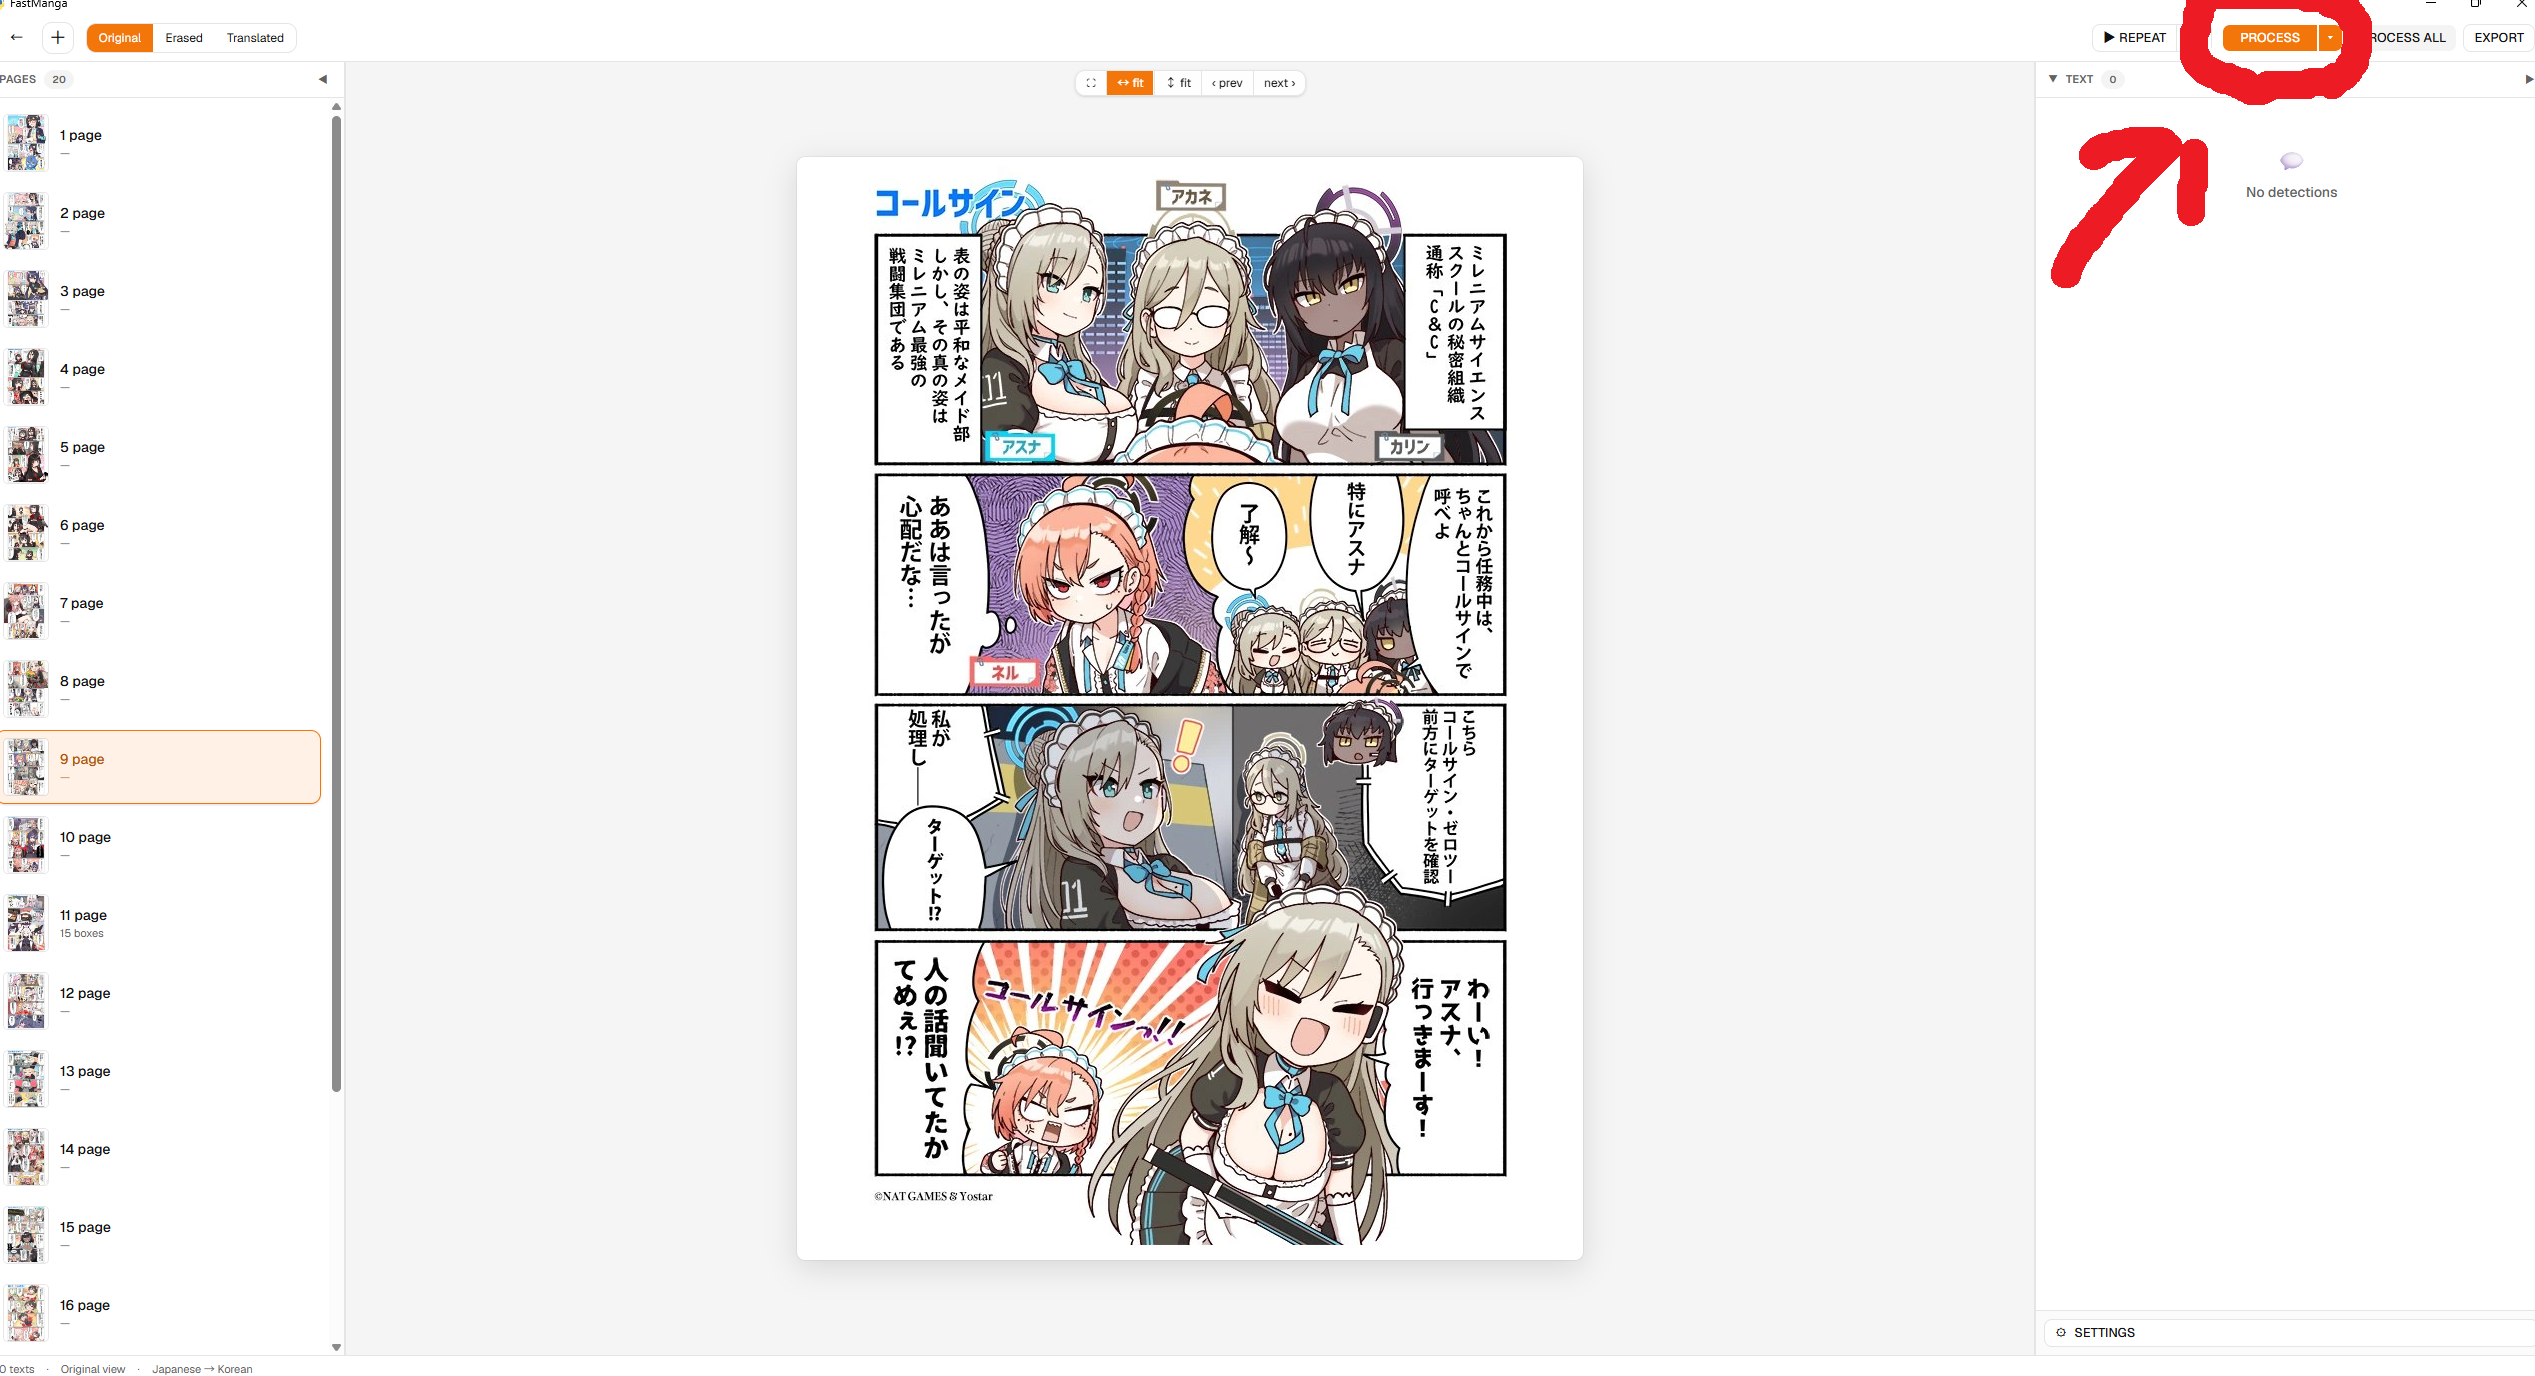 FastManga
Original
Erased
Translated
REPEAT
PROCESS
ROCESS ALL
EXPORT
PAGES 20
fit
fit
‹ prev
next ›
TEXT 0
No detections
1 page
—
2 page
—
3 page
—
4 page
—
5 page
—
6 page
—
7 page
—
8 page
—
9 page
—
10 page
—
11 page
15 boxes
12 page
—
13 page
—
14 page
—
15 page
—
16 page
—
コールサイン
アカネ
ミレニアムサイエンス
スクールの秘密組織
通称「C&C」
表の姿は平和なメイド部
しかし、その真の姿は
ミレニアム最強の
戦闘集団である
11
アスナ
カリン
これから任務中は、
ちゃんとコールサインで
呼べよ
特にアスナ
了解~
ああは言ったが
心配だな…
ネル
こちら
コールサイン・ゼロツー
前方にターゲットを確認
私が
処理し——
ターゲット!?
11
わーい!
アスナ、
行っきまーす!
コールサインっ!!
人の話聞いてたか
てめぇ!?
©NAT GAMES & Yostar
SETTINGS
0 texts · Original view · Japanese → Korean